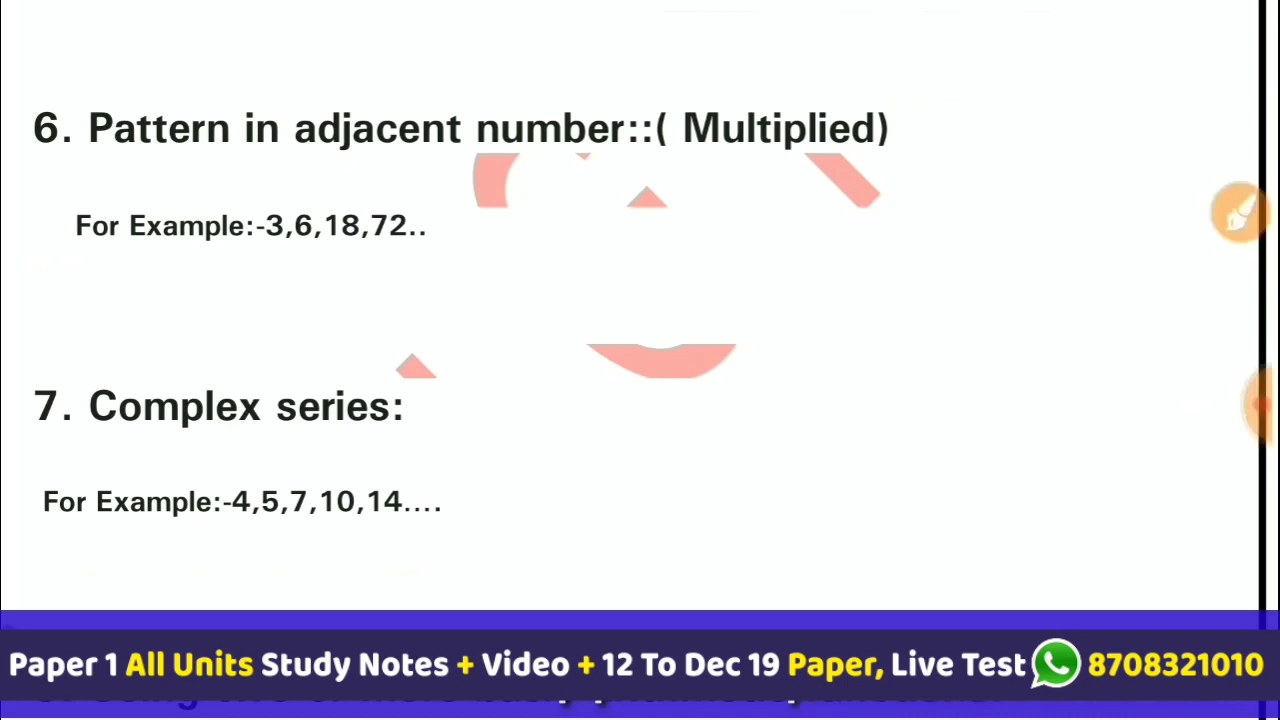 6. Pattern in adjacent number::( Multiplied)
For Example:-3,6,18,72..
7. Complex series:
For Example:-4,5,7,10,14....
Paper 1 All Units Study Notes + Video + 12 To Dec 19 Paper, Live Test 8708321010